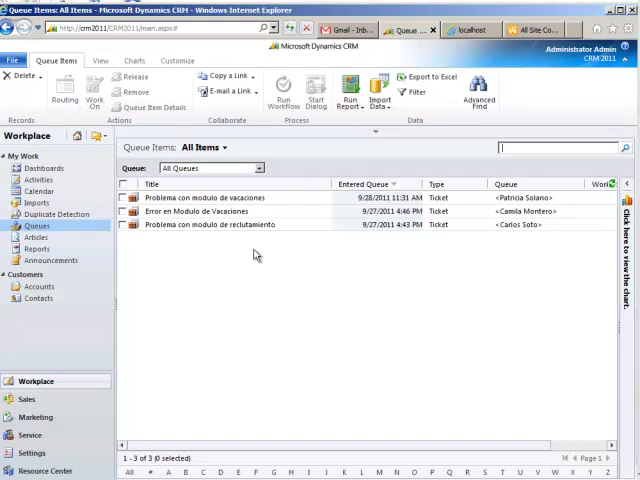 Queue Items: All Items - Microsoft Dynamics CRM - Windows Internet Explorer
http://crm2011/CRM2011/main.aspx#
Gmail - Inb...
Queue ...
localhost
All Site Co...
Microsoft Dynamics CRM
Administrator Admin
CRM 2011
File
Queue Items
View
Charts
Customize
Delete
Routing
Work On
Release
Remove
Queue Item Details
Copy a Link
E-mail a Link
Run Workflow
Start Dialog
Run Report
Import Data
Export to Excel
Filter
Advanced Find
Records
Actions
Collaborate
Process
Data
Workplace
My Work
Dashboards
Activities
Calendar
Imports
Duplicate Detection
Queues
Articles
Reports
Announcements
Customers
Accounts
Contacts
Workplace
Sales
Marketing
Service
Settings
Resource Center
Queue Items: All Items
Queue: All Queues
Title Entered Queue Type Queue
Problema con modulo de vacaciones 9/28/2011 11:31 AM Ticket <Patricia Solano>
Error en Modulo de Vacaciones 9/27/2011 4:46 PM Ticket <Camila Montero>
Problema con modulo de reclutamiento 9/27/2011 4:43 PM Ticket <Carlos Soto>
Click here to view the chart.
1 - 3 of 3 (0 selected) Page 1
All # A B C D E F G H I J K L M N O P Q R S T U V W X Y Z